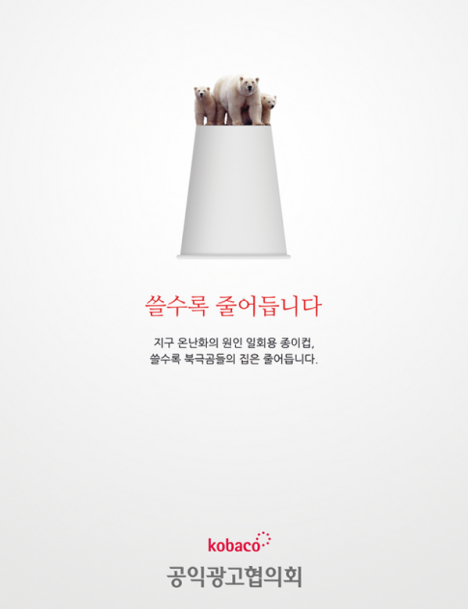 쓸수록 줄어듭니다
지구 온난화의 원인 일회용 종이컵,
쓸수록 북극곰들의 집은 줄어듭니다.
kobaco
공익광고협의회